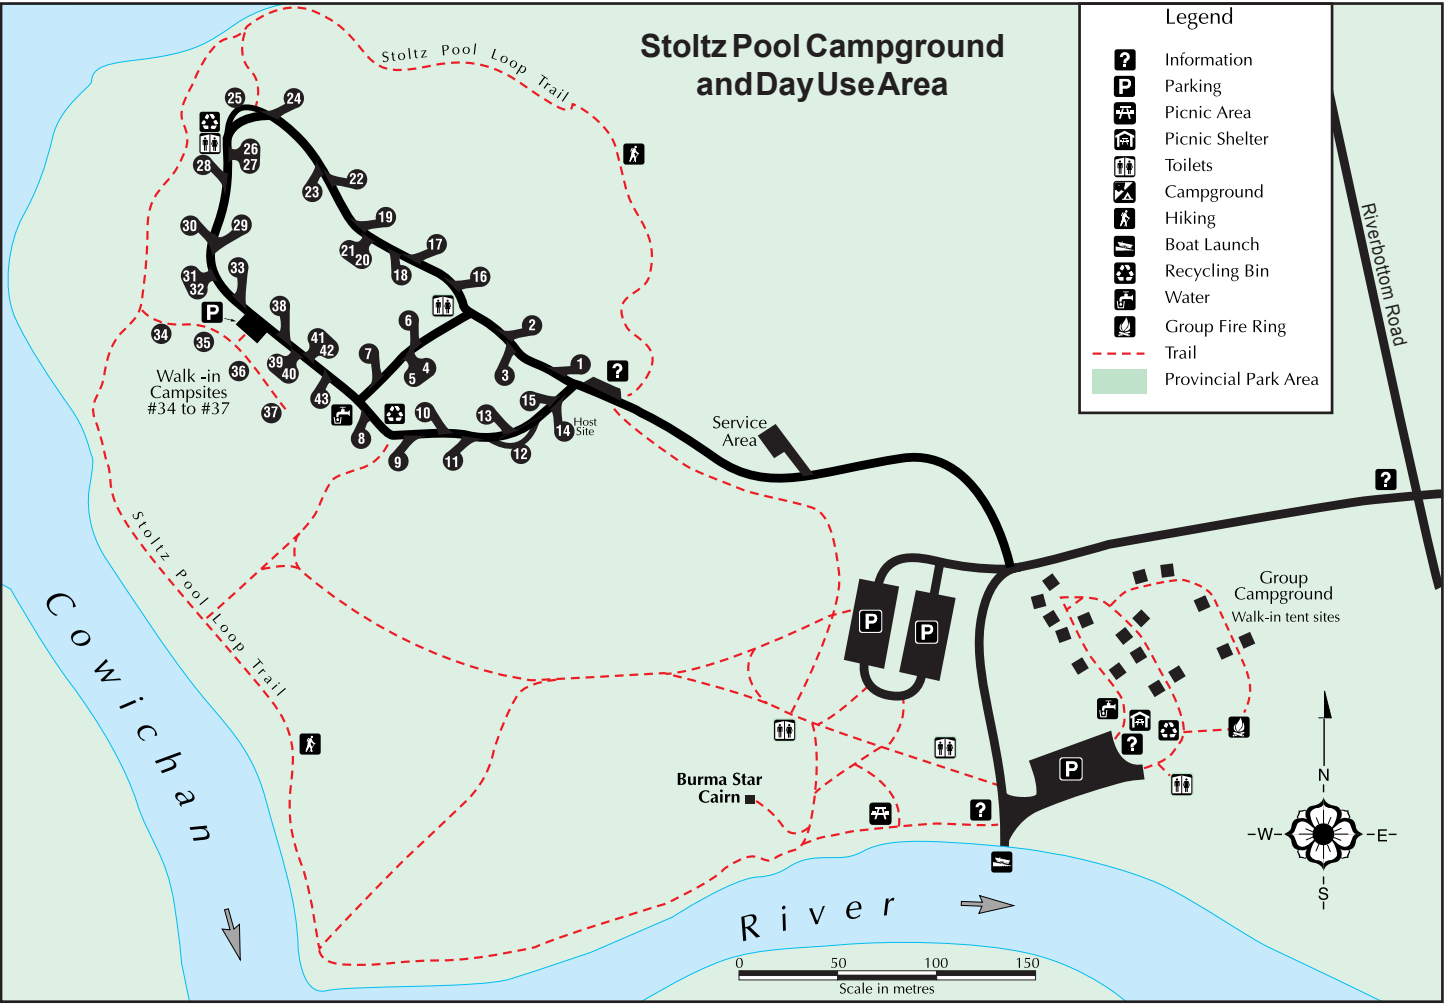 Stoltz Pool Campground
and Day Use Area
Legend
?
Information
P
Parking
Picnic Area
Picnic Shelter
Toilets
Campground
Hiking
Boat Launch
Recycling Bin
Water
Group Fire Ring
Trail
Provincial Park Area
Stoltz Pool Loop Trail
Riverbottom Road
25
24
26
27
28
22
23
19
30
29
21
20
17
18
16
31
32
33
P
38
6
2
34
35
41
42
7
4
5
3
1
?
39
40
36
43
15
37
10
13
14
Host
Site
8
9
11
12
Walk -in
Campsites
#34 to #37
Service
Area
?
Stoltz Pool Loop Trail
Group
Campground
Walk-in tent sites
P
P
?
P
Burma Star
Cairn
?
Cowichan
River
N
W
E
S
0 50 100 150
Scale in metres